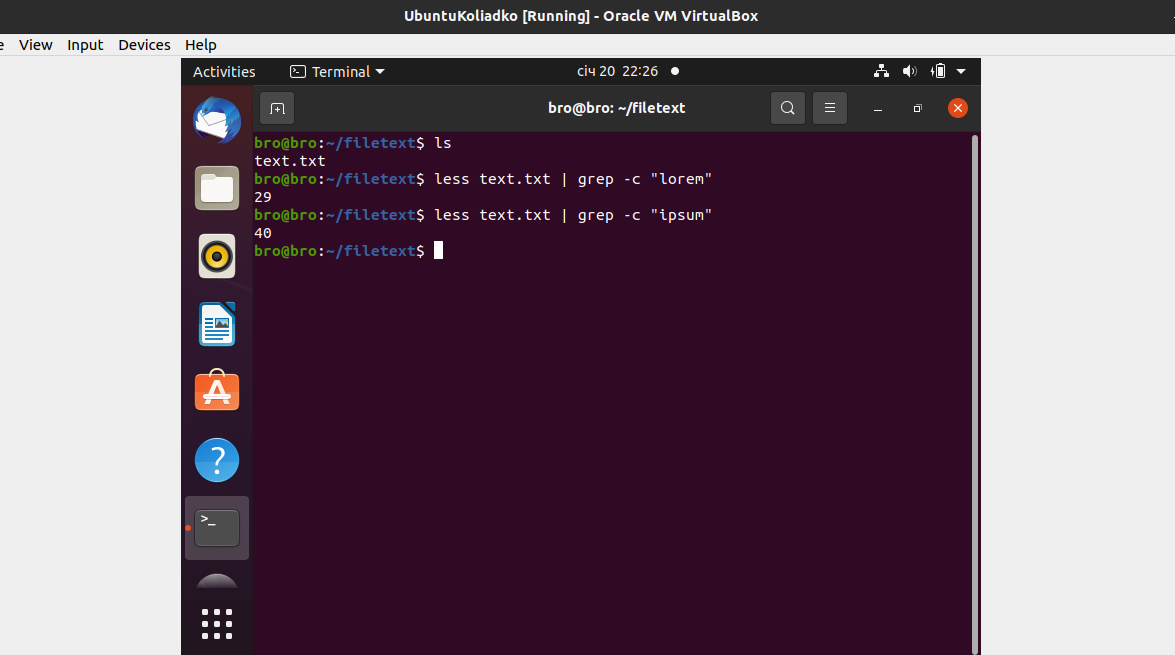 UbuntuKoliadko [Running] - Oracle VM VirtualBox
View Input Devices Help
Activities Terminal січ 20 22:26
bro@bro: ~/filetext
bro@bro:~/filetext$ ls
text.txt
bro@bro:~/filetext$ less text.txt | grep -c "lorem"
29
bro@bro:~/filetext$ less text.txt | grep -c "ipsum"
40
bro@bro:~/filetext$